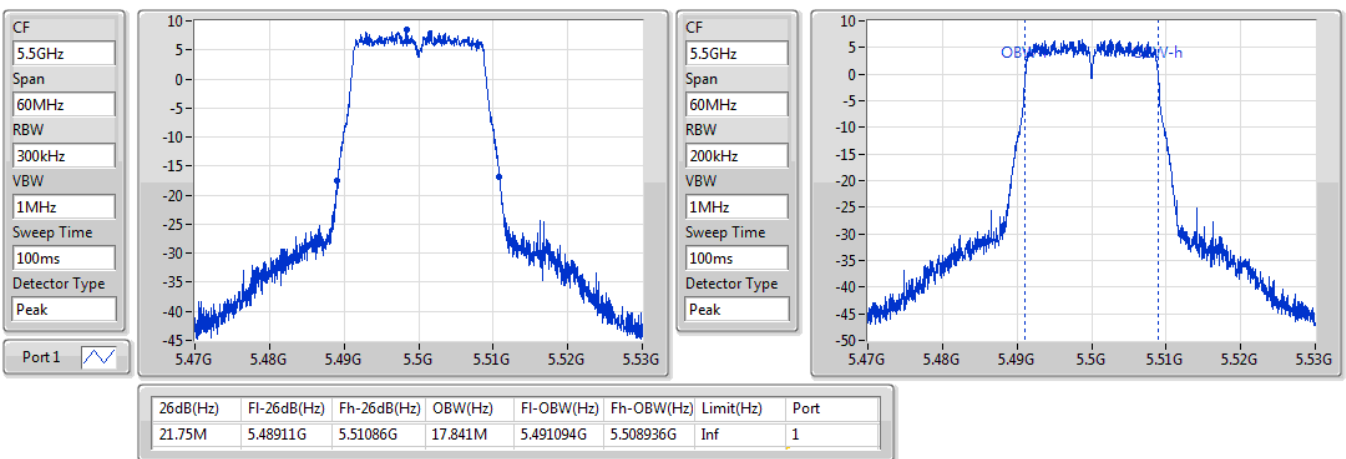 CF
5.5GHz
Span
60MHz
RBW
300kHz
VBW
1MHz
Sweep Time
100ms
Detector Type
Peak
Port 1
10
5
0
-5
-10
-15
-20
-25
-30
-35
-40
-45
5.47G 5.48G 5.49G 5.5G 5.51G 5.52G 5.53G
CF
5.5GHz
Span
60MHz
RBW
200kHz
VBW
1MHz
Sweep Time
100ms
Detector Type
Peak
10
5
0
-5
-10
-15
-20
-25
-30
-35
-40
-45
-50
5.47G 5.48G 5.49G 5.5G 5.51G 5.52G 5.53G
26dB(Hz) Fl-26dB(Hz) Fh-26dB(Hz) OBW(Hz) Fl-OBW(Hz) Fh-OBW(Hz) Limit(Hz) Port
21.75M 5.48911G 5.51086G 17.841M 5.491094G 5.508936G Inf 1